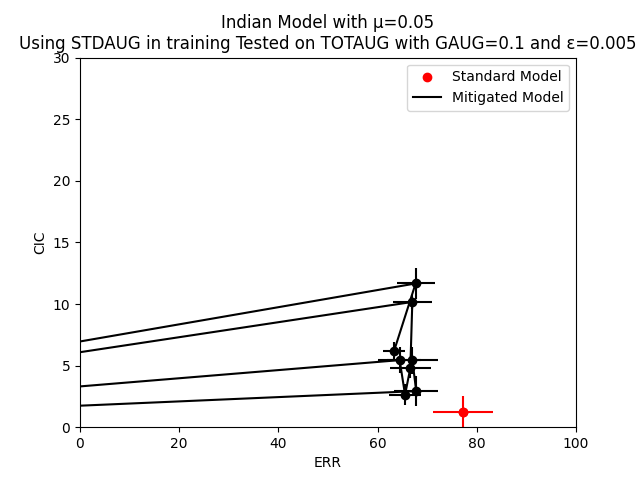 Indian Model with μ=0.05
Using STDAUG in training Tested on TOTAUG with GAUG=0.1 and ε=0.005
Standard Model
Mitigated Model
30
25
20
15
10
5
0
CIC
0 20 40 60 80 100
ERR